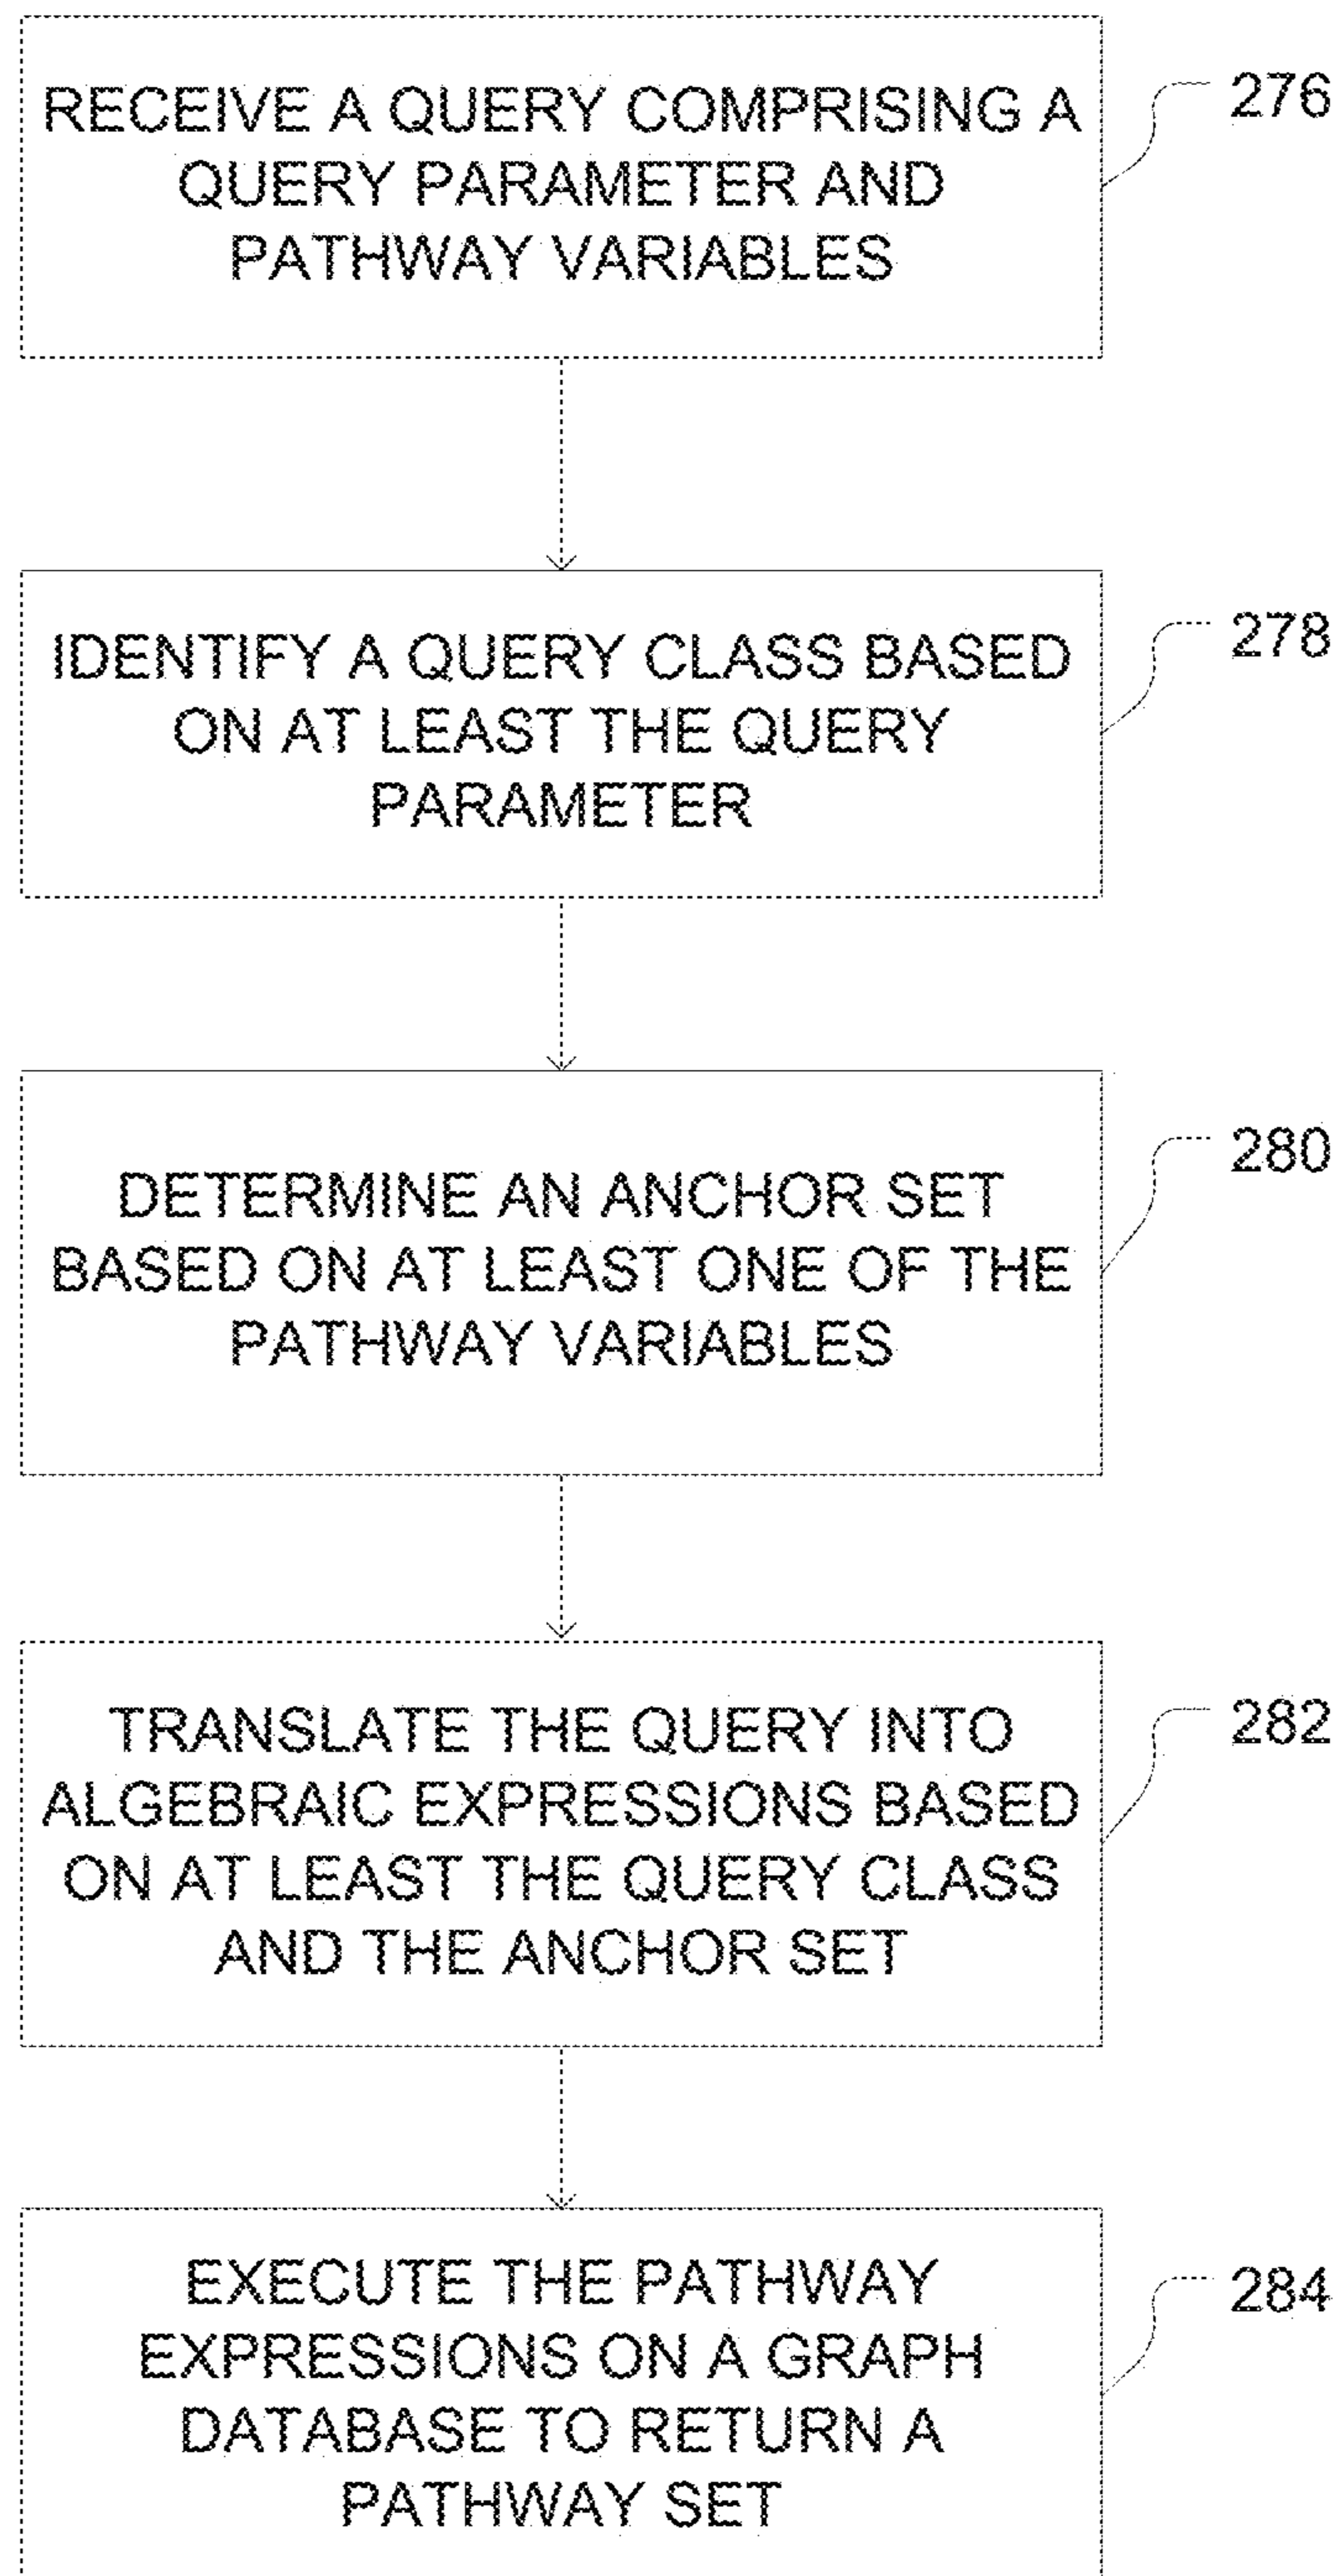 RECEIVE A QUERY COMPRISING A
QUERY PARAMETER AND
PATHWAY VARIABLES
276
IDENTIFY A QUERY CLASS BASED
ON AT LEAST THE QUERY
PARAMETER
278
DETERMINE AN ANCHOR SET
BASED ON AT LEAST ONE OF THE
PATHWAY VARIABLES
280
TRANSLATE THE QUERY INTO
ALGEBRAIC EXPRESSIONS BASED
ON AT LEAST THE QUERY CLASS
AND THE ANCHOR SET
282
EXECUTE THE PATHWAY
EXPRESSIONS ON A GRAPH
DATABASE TO RETURN A
PATHWAY SET
284